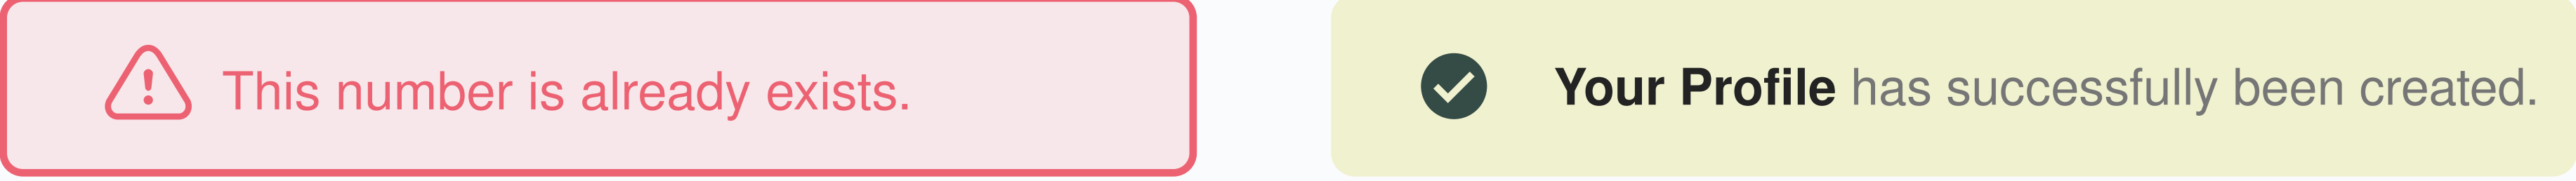 This number is already exists.
Your Profile has successfully been created.